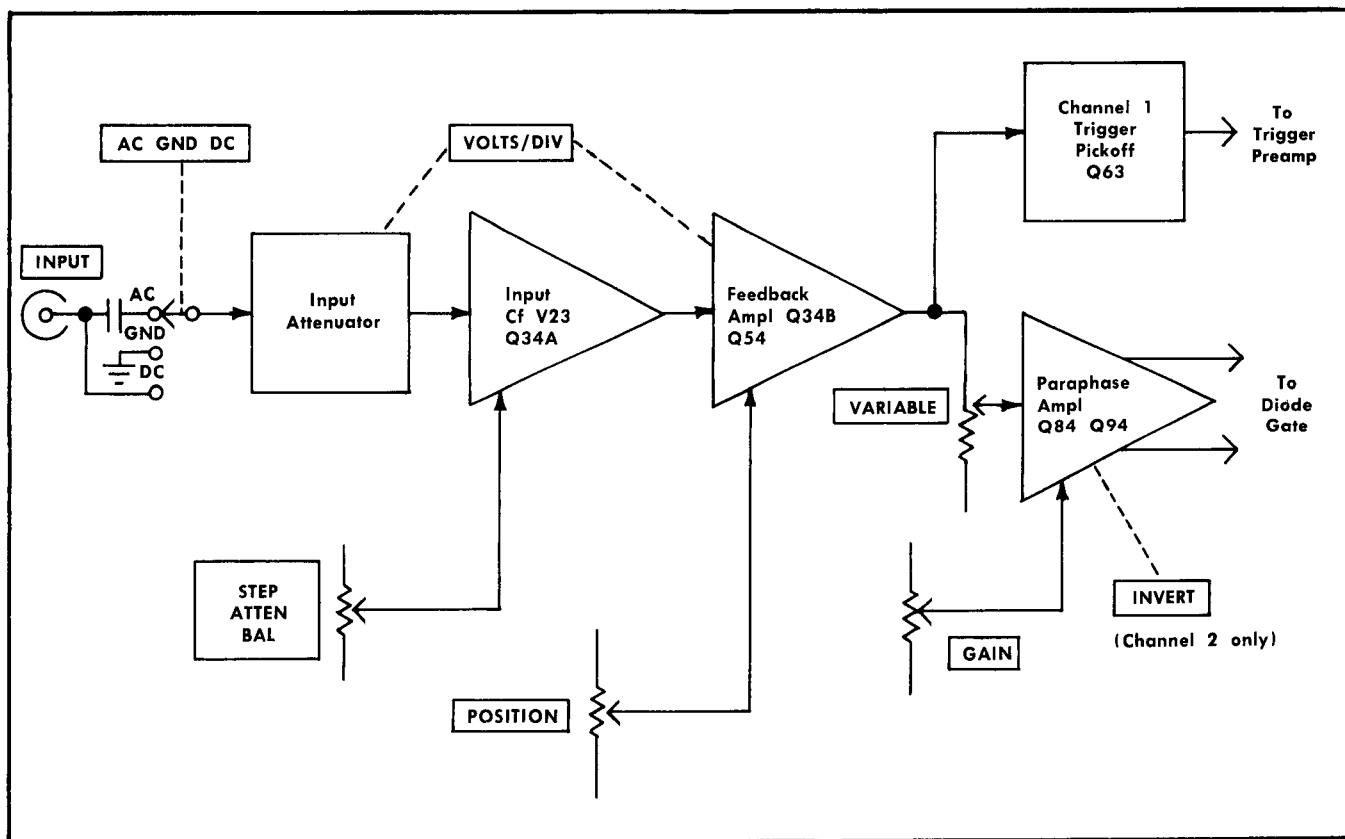 AC GND DC
VOLTS/DIV
Channel 1
Trigger
Pickoff
Q63
To
Trigger
Preamp
INPUT
AC
GND
DC
Input
Attenuator
Input
Cf V23
Q34A
Feedback
Ampl Q34B
Q54
VARIABLE
Paraphase
Ampl
Q84 Q94
To
Diode
Gate
STEP
ATTEN
BAL
POSITION
GAIN
INVERT
(Channel 2 only)